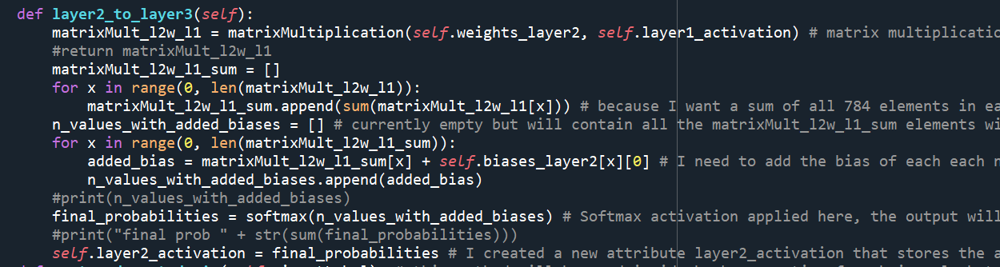 def layer2_to_layer3(self):
    matrixMult_l2w_l1 = matrixMultiplication(self.weights_layer2, self.layer1_activation) # matrix multiplicatio
    #return matrixMult_l2w_l1
    matrixMult_l2w_l1_sum = []
    for x in range(0, len(matrixMult_l2w_l1)):
        matrixMult_l2w_l1_sum.append(sum(matrixMult_l2w_l1[x])) # because I want a sum of all 784 elements in ea
    n_values_with_added_biases = [] # currently empty but will contain all the matrixMult_l2w_l1_sum elements wi
    for x in range(0, len(matrixMult_l2w_l1_sum)):
        added_bias = matrixMult_l2w_l1_sum[x] + self.biases_layer2[x][0] # I need to add the bias of each each n
        n_values_with_added_biases.append(added_bias)
    #print(n_values_with_added_biases)
    final_probabilities = softmax(n_values_with_added_biases) # Softmax activation applied here, the output will
    #print("final prob " + str(sum(final_probabilities)))
    self.layer2_activation = final_probabilities # I created a new attribute layer2_activation that stores the a